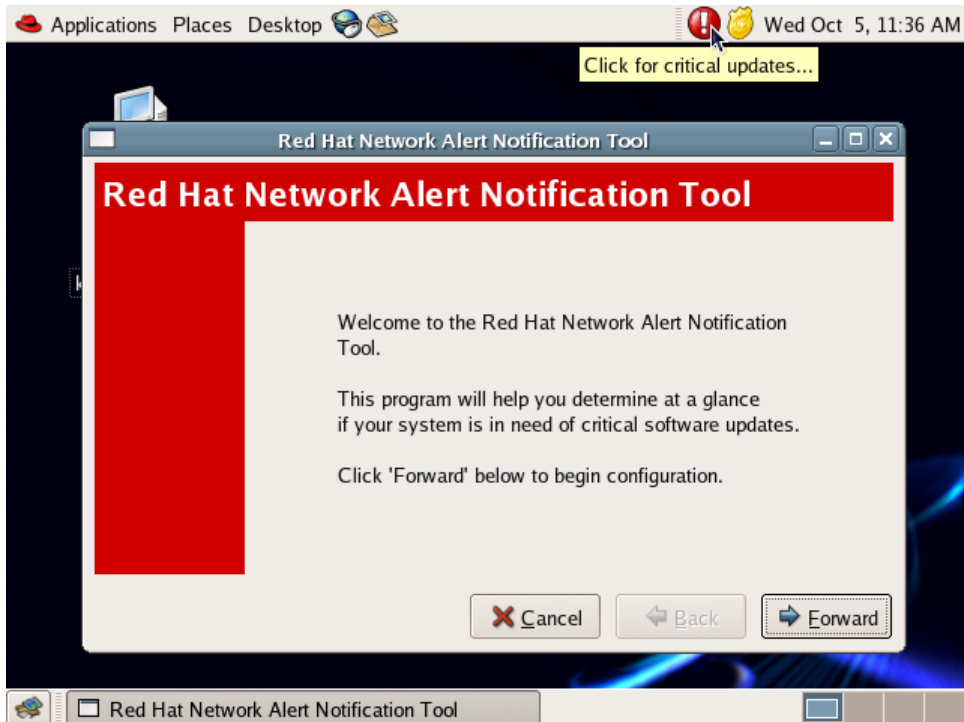 Applications Places Desktop Wed Oct 5, 11:36 AM
Click for critical updates...
Red Hat Network Alert Notification Tool
Red Hat Network Alert Notification Tool
Welcome to the Red Hat Network Alert Notification
Tool.
This program will help you determine at a glance
if your system is in need of critical software updates.
Click 'Forward' below to begin configuration.
Cancel Back Forward
Red Hat Network Alert Notification Tool